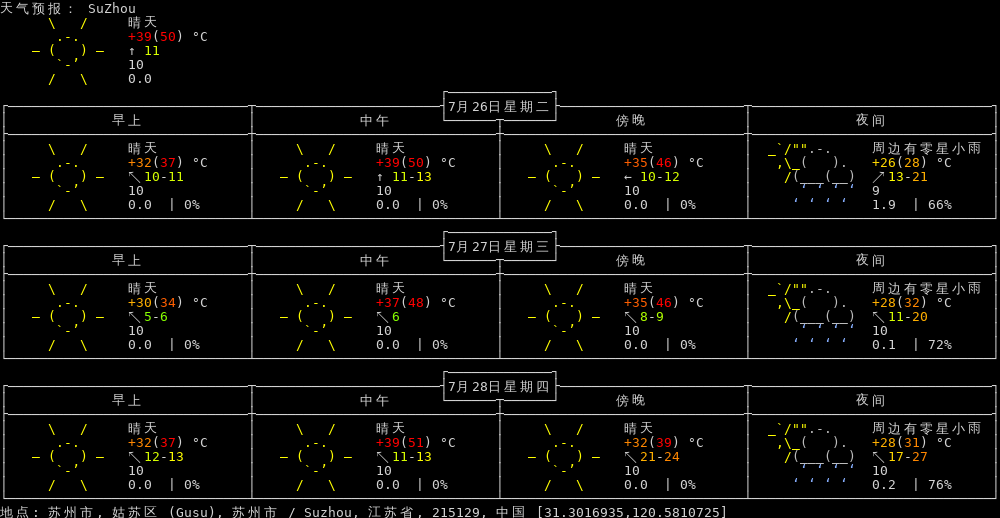 天气预报: SuZhou
晴天
+39(50) °C
↑ 11
10
0.0
7月26日星期二
早上 中午 傍晚 夜间
晴天 晴天 晴天 周边有零星小雨
+32(37) °C +39(50) °C +35(46) °C +26(28) °C
↖ 10-11 ↑ 11-13 ← 10-12 ↗ 13-21
10 10 10 9
0.0 | 0% 0.0 | 0% 0.0 | 0% 1.9 | 66%
7月27日星期三
早上 中午 傍晚 夜间
晴天 晴天 晴天 周边有零星小雨
+30(34) °C +37(48) °C +35(46) °C +28(32) °C
↖ 5-6 ↖ 6 ↖ 8-9 ↖ 11-20
10 10 10 10
0.0 | 0% 0.0 | 0% 0.0 | 0% 0.1 | 72%
7月28日星期四
早上 中午 傍晚 夜间
晴天 晴天 晴天 周边有零星小雨
+32(37) °C +39(51) °C +32(39) °C +28(31) °C
↖ 12-13 ↖ 11-13 ↖ 21-24 ↖ 17-27
10 10 10 10
0.0 | 0% 0.0 | 0% 0.0 | 0% 0.2 | 76%
地点: 苏州市, 姑苏区 (Gusu), 苏州市 / Suzhou, 江苏省, 215129, 中国 [31.3016935,120.5810725]